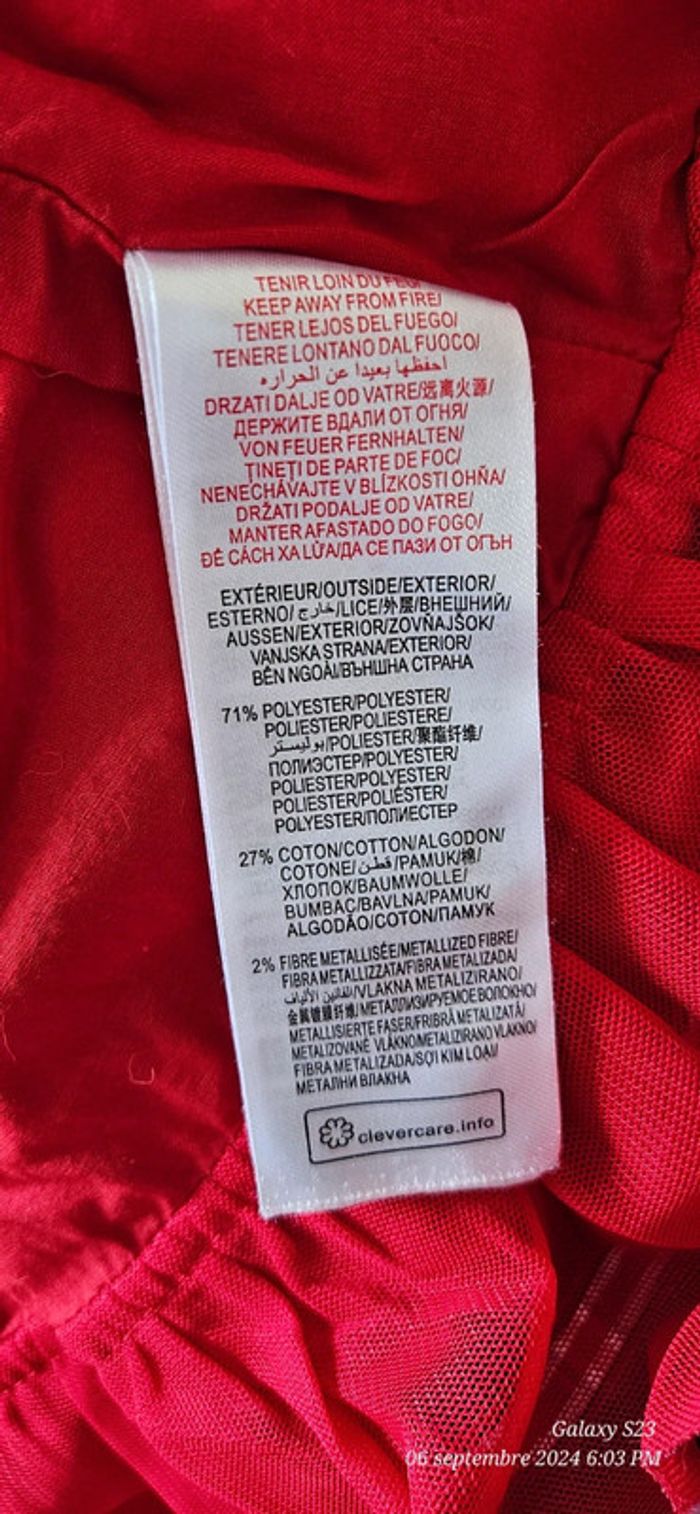 TENIR LOIN DU FEU/
KEEP AWAY FROM FIRE/
TENER LEJOS DEL FUEGO/
TENERE LONTANO DAL FUOCO/
احفظها بعيدا عن الحراره
DRZATI DALJE OD VATRE/远离火源/
ДЕРЖИТЕ ВДАЛИ ОТ ОГНЯ/
VON FEUER FERNHALTEN/
ȚINEȚI DE PARTE DE FOC/
NENECHÁVAJTE V BLÍZKOSTI OHŇA/
DRŽATI PODALJE OD VATRE/
MANTER AFASTADO DO FOGO/
ĐỂ CÁCH XA LỬA/ДА СЕ ПАЗИ ОТ ОГЪН
EXTÉRIEUR/OUTSIDE/EXTERIOR/
ESTERNO/خارج/LICE/外层/ВНЕШНИЙ/
AUSSEN/EXTERIOR/ZOVŇAJŠOK/
VANJSKA STRANA/EXTERIOR/
BÊN NGOÀI/ВЪНШНА СТРАНА
71% POLYESTER/POLYESTER/
POLIESTER/POLIESTERE/
بوليستر/POLIESTER/聚酯纤维/
ПОЛИЭСТЕР/POLYESTER/
POLIESTER/POLYESTER/
POLIESTER/POLIÉSTER/
POLYESTER/ПОЛИЕСТЕР
27% COTON/COTTON/ALGODON/
COTONE/قطن/PAMUK/棉/
ХЛОПОК/BAUMWOLLE/
BUMBAC/BAVLNA/PAMUK/
ALGODÃO/COTON/ПАМУК
2% FIBRE METALLISÉE/METALLIZED FIBRE/
FIBRA METALLIZZATA/FIBRA METALIZADA/
الألياف/VLAKNA METALIZIRANO/
金属镀膜纤维/МЕТАЛЛИЗИРУЕМОЕ ВОЛОКНО/
METALLISIERTE FASER/FRIBRĂ METALIZATĂ/
METALIZOVANÉ VLÁKNO/METALIZIRANO VLAKNO/
FIBRA METALIZADA/SỢI KIM LOẠI/
МЕТАЛНИ ВЛАКНА
clevercare.info
Galaxy S23
06 septembre 2024 6:03 PM